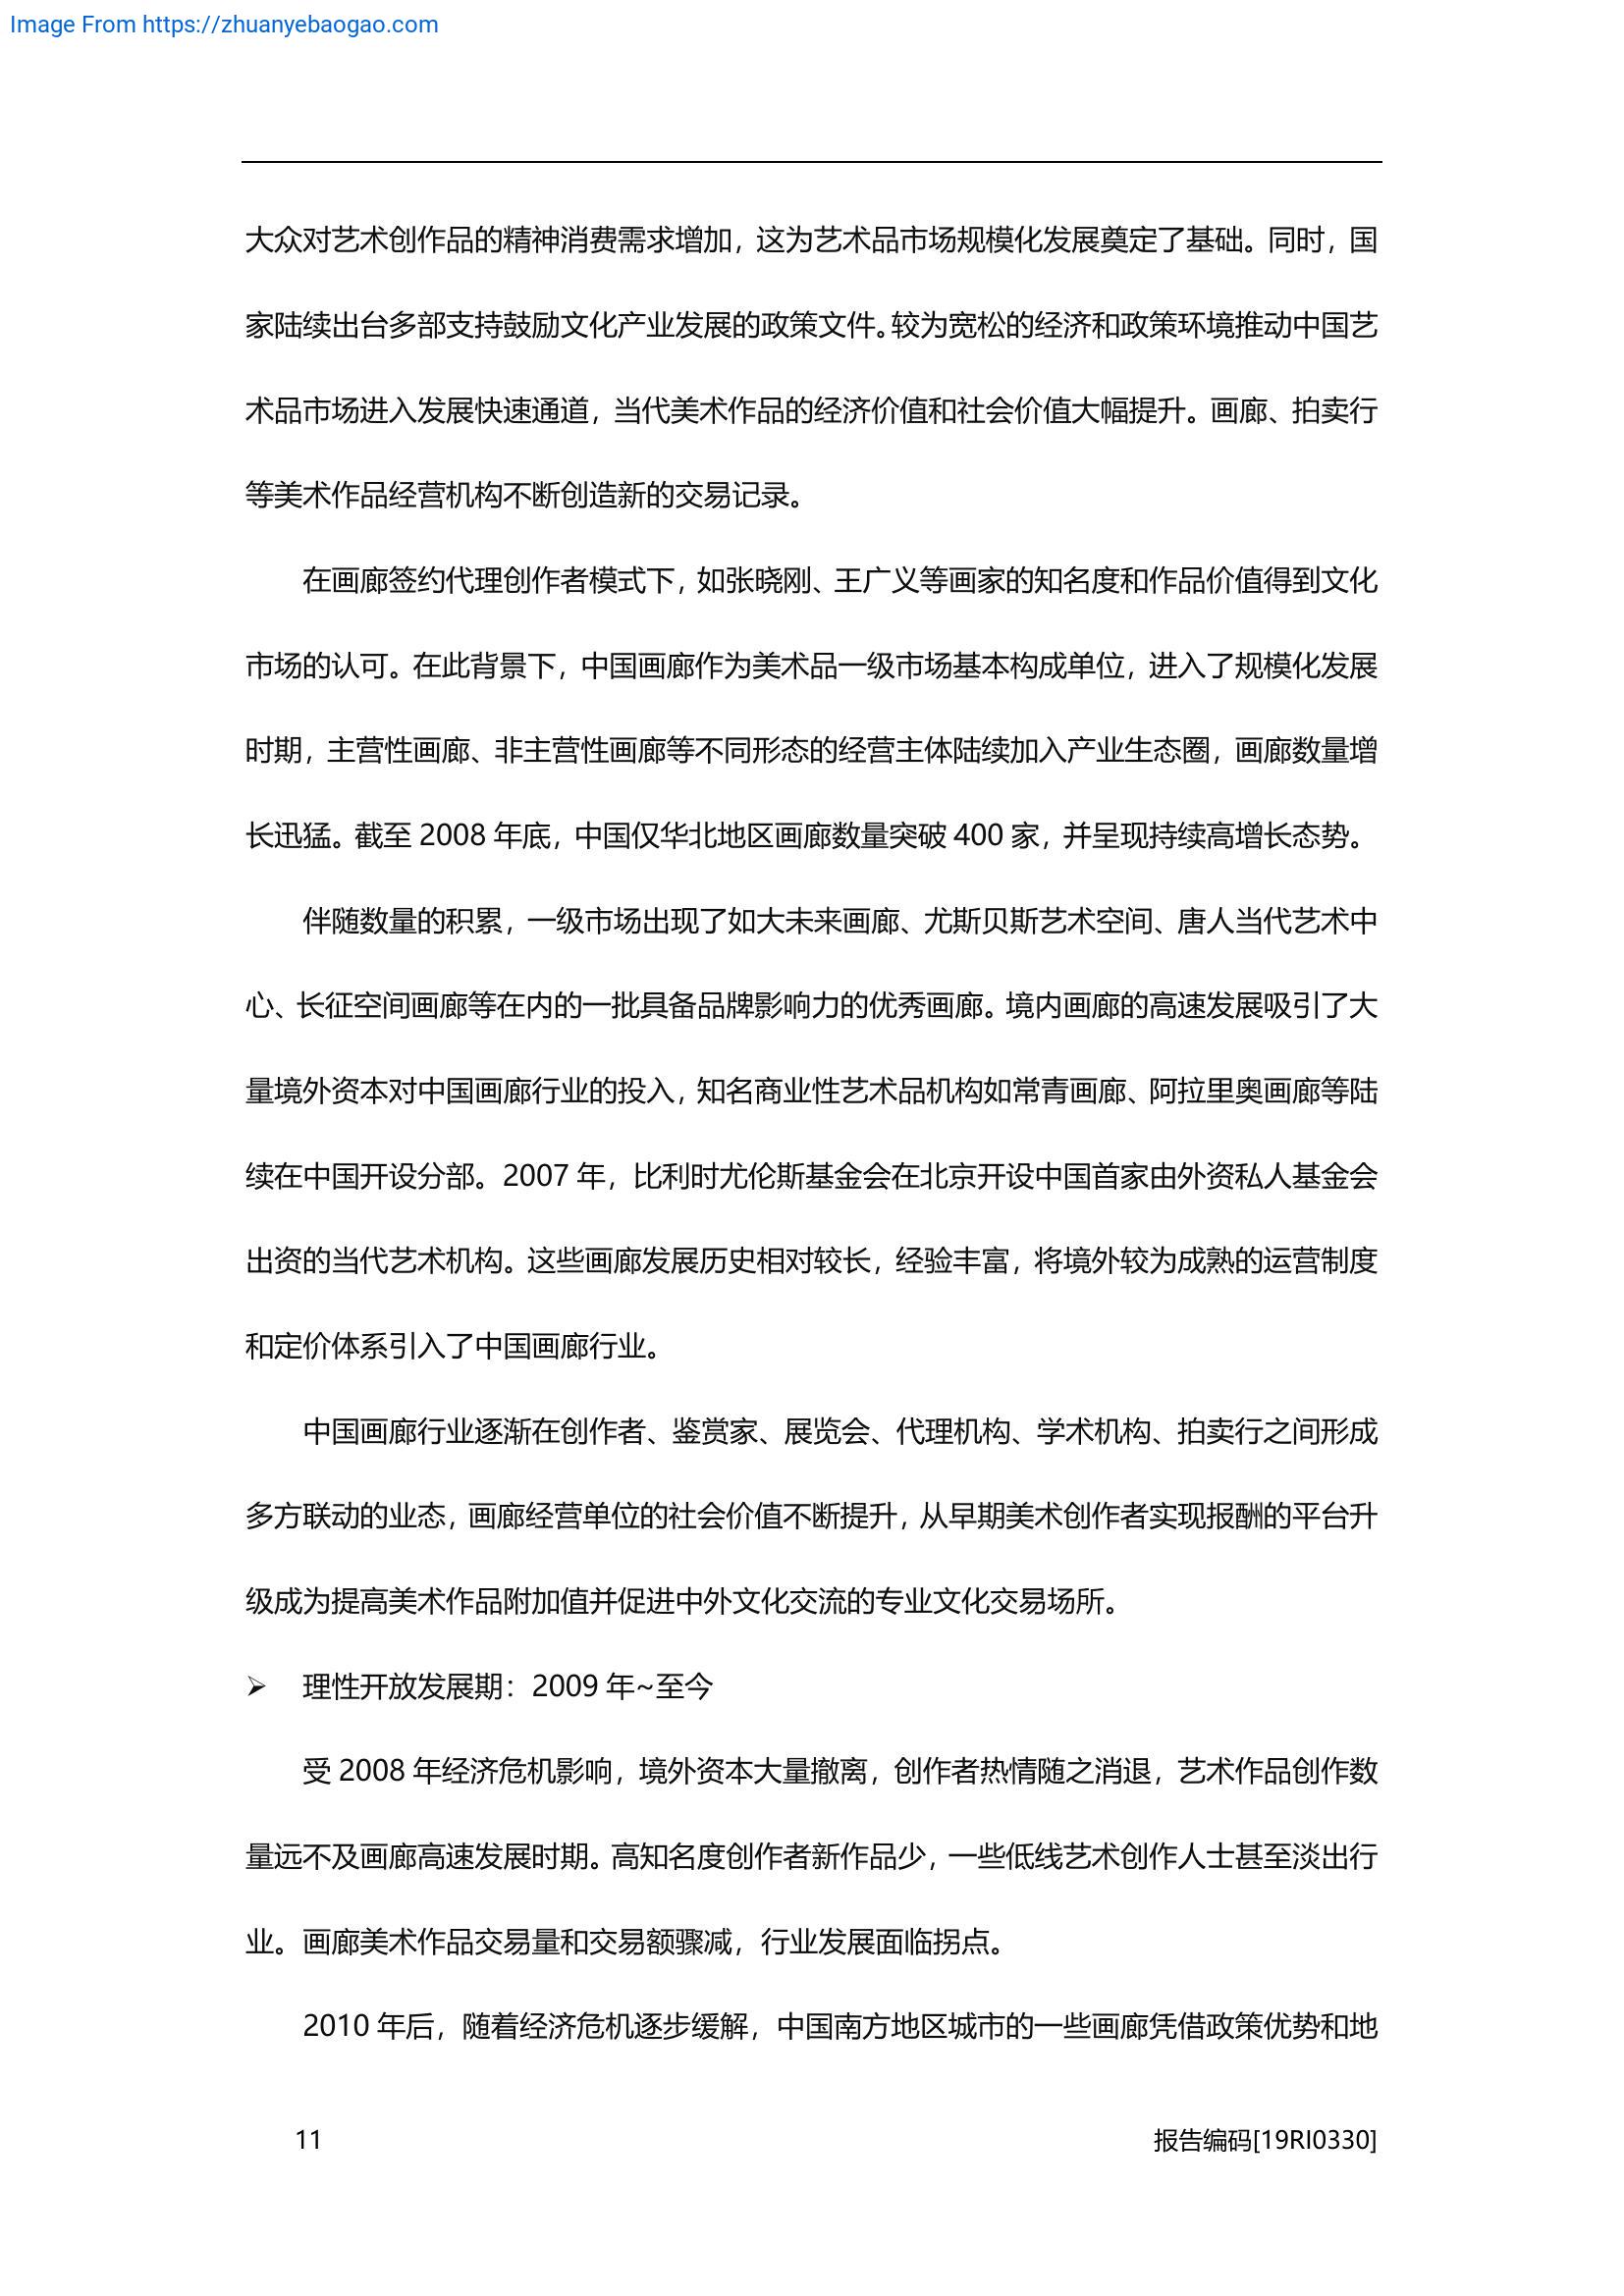 Image From https://zhuanyebaogao.com
大众对艺术创作品的精神消费需求增加，这为艺术品市场规模化发展奠定了基础。同时，国
家陆续出台多部支持鼓励文化产业发展的政策文件。较为宽松的经济和政策环境推动中国艺
术品市场进入发展快速通道，当代美术作品的经济价值和社会价值大幅提升。画廊、拍卖行
等美术作品经营机构不断创造新的交易记录。
在画廊签约代理创作者模式下，如张晓刚、王广义等画家的知名度和作品价值得到文化
市场的认可。在此背景下，中国画廊作为美术品一级市场基本构成单位，进入了规模化发展
时期，主营性画廊、非主营性画廊等不同形态的经营主体陆续加入产业生态圈，画廊数量增
长迅猛。截至 2008 年底，中国仅华北地区画廊数量突破 400 家，并呈现持续高增长态势。
伴随数量的积累，一级市场出现了如大未来画廊、尤斯贝斯艺术空间、唐人当代艺术中
心、长征空间画廊等在内的一批具备品牌影响力的优秀画廊。境内画廊的高速发展吸引了大
量境外资本对中国画廊行业的投入，知名商业性艺术品机构如常青画廊、阿拉里奥画廊等陆
续在中国开设分部。2007 年，比利时尤伦斯基金会在北京开设中国首家由外资私人基金会
出资的当代艺术机构。这些画廊发展历史相对较长，经验丰富，将境外较为成熟的运营制度
和定价体系引入了中国画廊行业。
中国画廊行业逐渐在创作者、鉴赏家、展览会、代理机构、学术机构、拍卖行之间形成
多方联动的业态，画廊经营单位的社会价值不断提升，从早期美术创作者实现报酬的平台升
级成为提高美术作品附加值并促进中外文化交流的专业文化交易场所。
➢ 理性开放发展期：2009 年~至今
受 2008 年经济危机影响，境外资本大量撤离，创作者热情随之消退，艺术作品创作数
量远不及画廊高速发展时期。高知名度创作者新作品少，一些低线艺术创作人士甚至淡出行
业。画廊美术作品交易量和交易额骤减，行业发展面临拐点。
2010 年后，随着经济危机逐步缓解，中国南方地区城市的一些画廊凭借政策优势和地
11 报告编码[19RI0330]